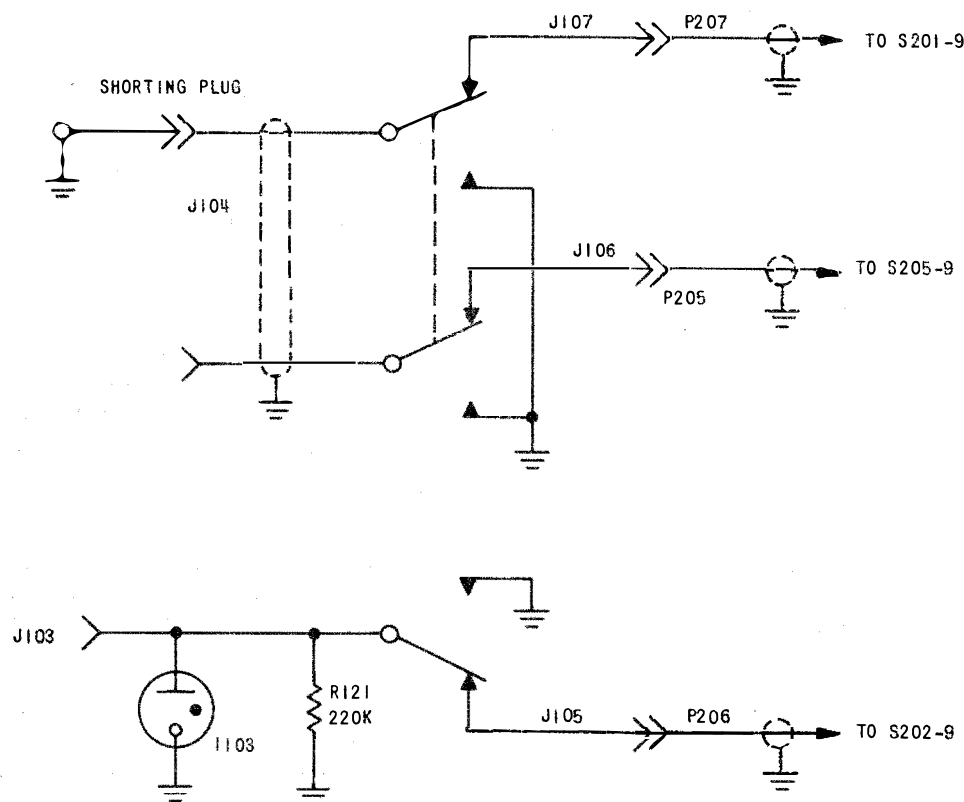 J107 P207
TO S201-9
SHORTING PLUG
J104
J106
TO S205-9
P205
J103
R121
220K
I103
J105 P206
TO S202-9